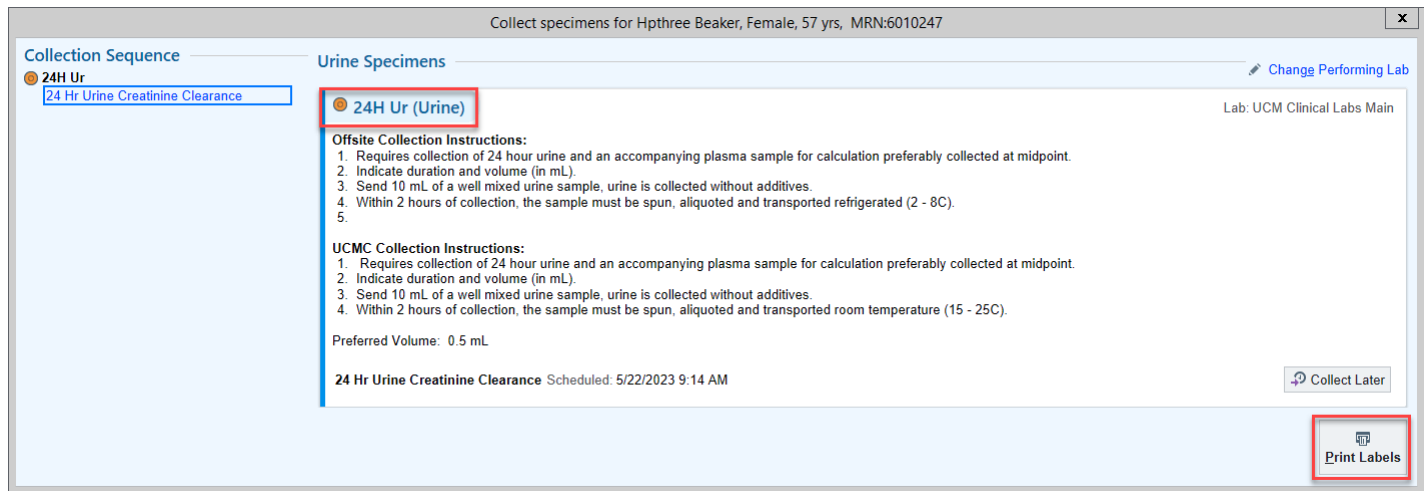 Collect specimens for Hpthree Beaker, Female, 57 yrs, MRN:6010247
x
Collection Sequence
24H Ur
24 Hr Urine Creatinine Clearance
Urine Specimens
Change Performing Lab
24H Ur (Urine)
Lab: UCM Clinical Labs Main
Offsite Collection Instructions:
1. Requires collection of 24 hour urine and an accompanying plasma sample for calculation preferably collected at midpoint.
2. Indicate duration and volume (in mL).
3. Send 10 mL of a well mixed urine sample, urine is collected without additives.
4. Within 2 hours of collection, the sample must be spun, aliquoted and transported refrigerated (2 - 8C).
5.
UCMC Collection Instructions:
1. Requires collection of 24 hour urine and an accompanying plasma sample for calculation preferably collected at midpoint.
2. Indicate duration and volume (in mL).
3. Send 10 mL of a well mixed urine sample, urine is collected without additives.
4. Within 2 hours of collection, the sample must be spun, aliquoted and transported room temperature (15 - 25C).
Preferred Volume: 0.5 mL
24 Hr Urine Creatinine Clearance Scheduled: 5/22/2023 9:14 AM
Collect Later
Print Labels